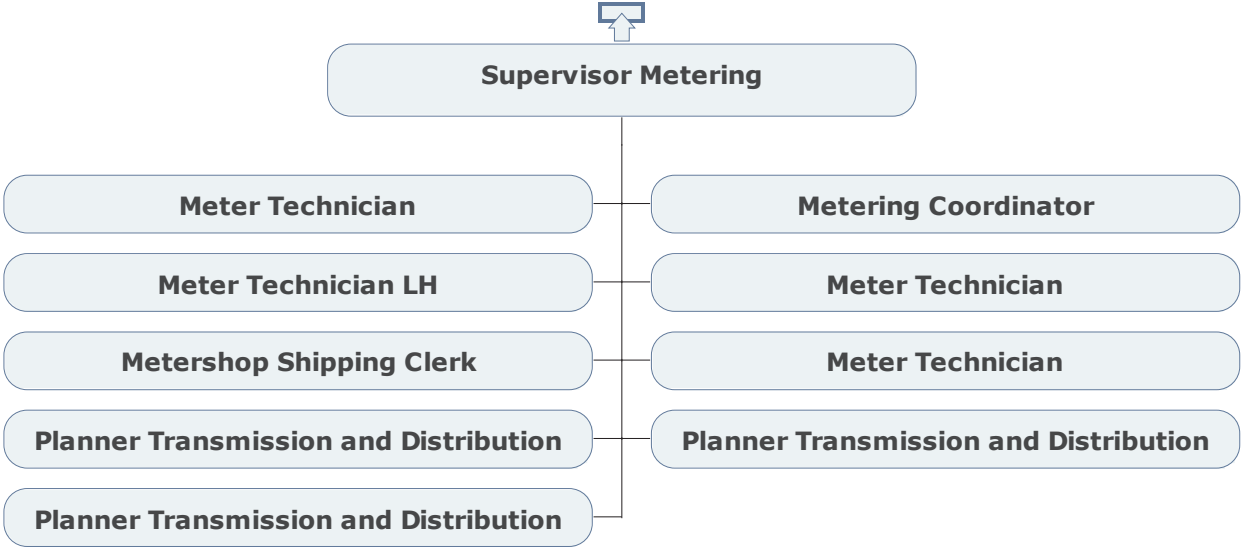 Supervisor Metering
Meter Technician
Metering Coordinator
Meter Technician LH
Meter Technician
Metershop Shipping Clerk
Meter Technician
Planner Transmission and Distribution
Planner Transmission and Distribution
Planner Transmission and Distribution